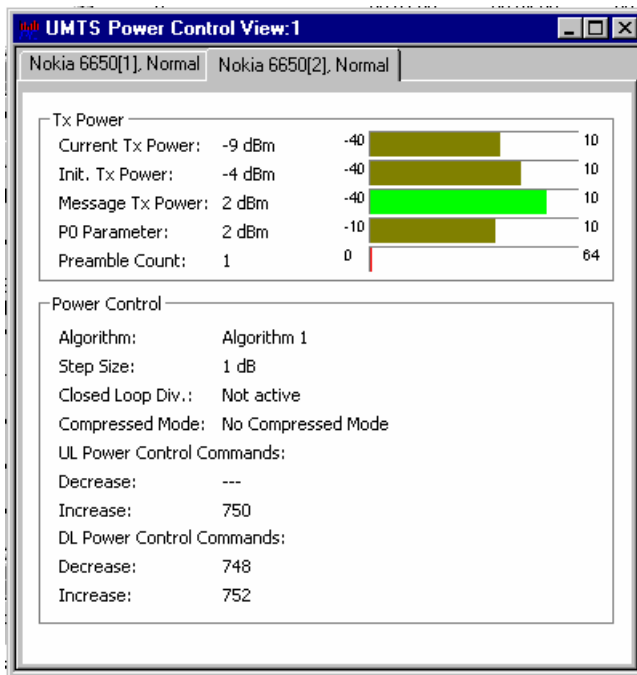 UMTS Power Control View:1
Nokia 6650[1], Normal Nokia 6650[2], Normal
Tx Power
Current Tx Power: -9 dBm -40 10
Init. Tx Power: -4 dBm -40 10
Message Tx Power: 2 dBm -40 10
P0 Parameter: 2 dBm -10 10
Preamble Count: 1 0 64
Power Control
Algorithm: Algorithm 1
Step Size: 1 dB
Closed Loop Div.: Not active
Compressed Mode: No Compressed Mode
UL Power Control Commands:
Decrease: ---
Increase: 750
DL Power Control Commands:
Decrease: 748
Increase: 752